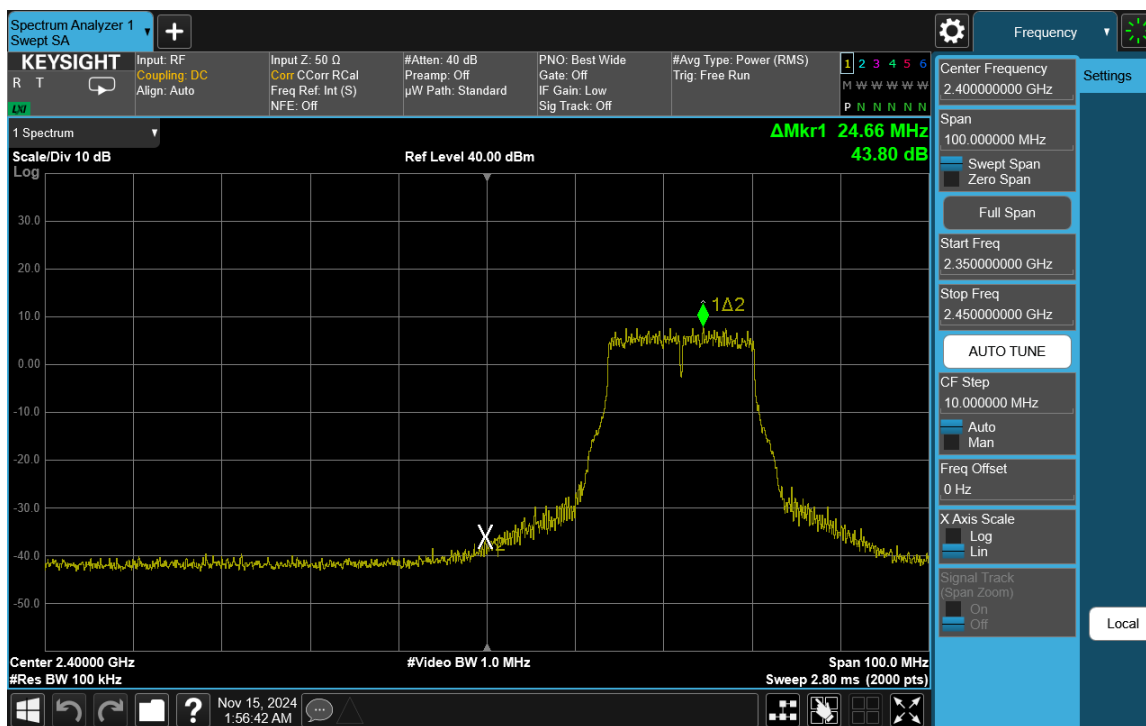 Spectrum Analyzer 1
Swept SA
+
Frequency
KEYSIGHT
R T
LXI
Input: RF
Coupling: DC
Align: Auto
Input Z: 50 Ω
Corr CCorr RCal
Freq Ref: Int (S)
NFE: Off
#Atten: 40 dB
Preamp: Off
µW Path: Standard
PNO: Best Wide
Gate: Off
IF Gain: Low
Sig Track: Off
#Avg Type: Power (RMS)
Trig: Free Run
1 2 3 4 5 6
M W W W W W
P N N N N N
1 Spectrum
Scale/Div 10 dB
Log
Ref Level 40.00 dBm
ΔMkr1 24.66 MHz
43.80 dB
30.0
20.0
10.0
0.00
-10.0
-20.0
-30.0
-40.0
-50.0
1Δ2
X2
Center 2.40000 GHz
#Res BW 100 kHz
#Video BW 1.0 MHz
Span 100.0 MHz
Sweep 2.80 ms (2000 pts)
Center Frequency
2.400000000 GHz
Settings
Span
100.000000 MHz
Swept Span
Zero Span
Full Span
Start Freq
2.350000000 GHz
Stop Freq
2.450000000 GHz
AUTO TUNE
CF Step
10.000000 MHz
Auto
Man
Freq Offset
0 Hz
X Axis Scale
Log
Lin
Signal Track
(Span Zoom)
On
Off
Local
?
Nov 15, 2024
1:56:42 AM